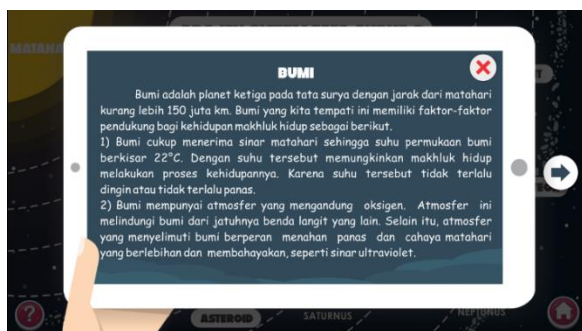 MATAHA
BUMI
Bumi adalah planet ketiga pada tata surya dengan jarak dari matahari
kurang lebih 150 juta km. Bumi yang kita tempati ini memiliki faktor-faktor
pendukung bagi kehidupan makhluk hidup sebagai berikut.
1) Bumi cukup menerima sinar matahari sehingga suhu permukaan bumi
berkisar 22°C. Dengan suhu tersebut memungkinkan makhluk hidup
melakukan proses kehidupannya. Karena suhu tersebut tidak terlalu
dingin atau tidak terlalu panas.
2) Bumi mempunyai atmosfer yang mengandung oksigen. Atmosfer ini
melindungi bumi dari jatuhnya benda langit yang lain. Selain itu, atmosfer
yang menyelimuti bumi berperan menahan panas dan cahaya matahari
yang berlebihan dan membahayakan, seperti sinar ultraviolet.
?
ASTEROID
SATURNUS
NEPTUNUS